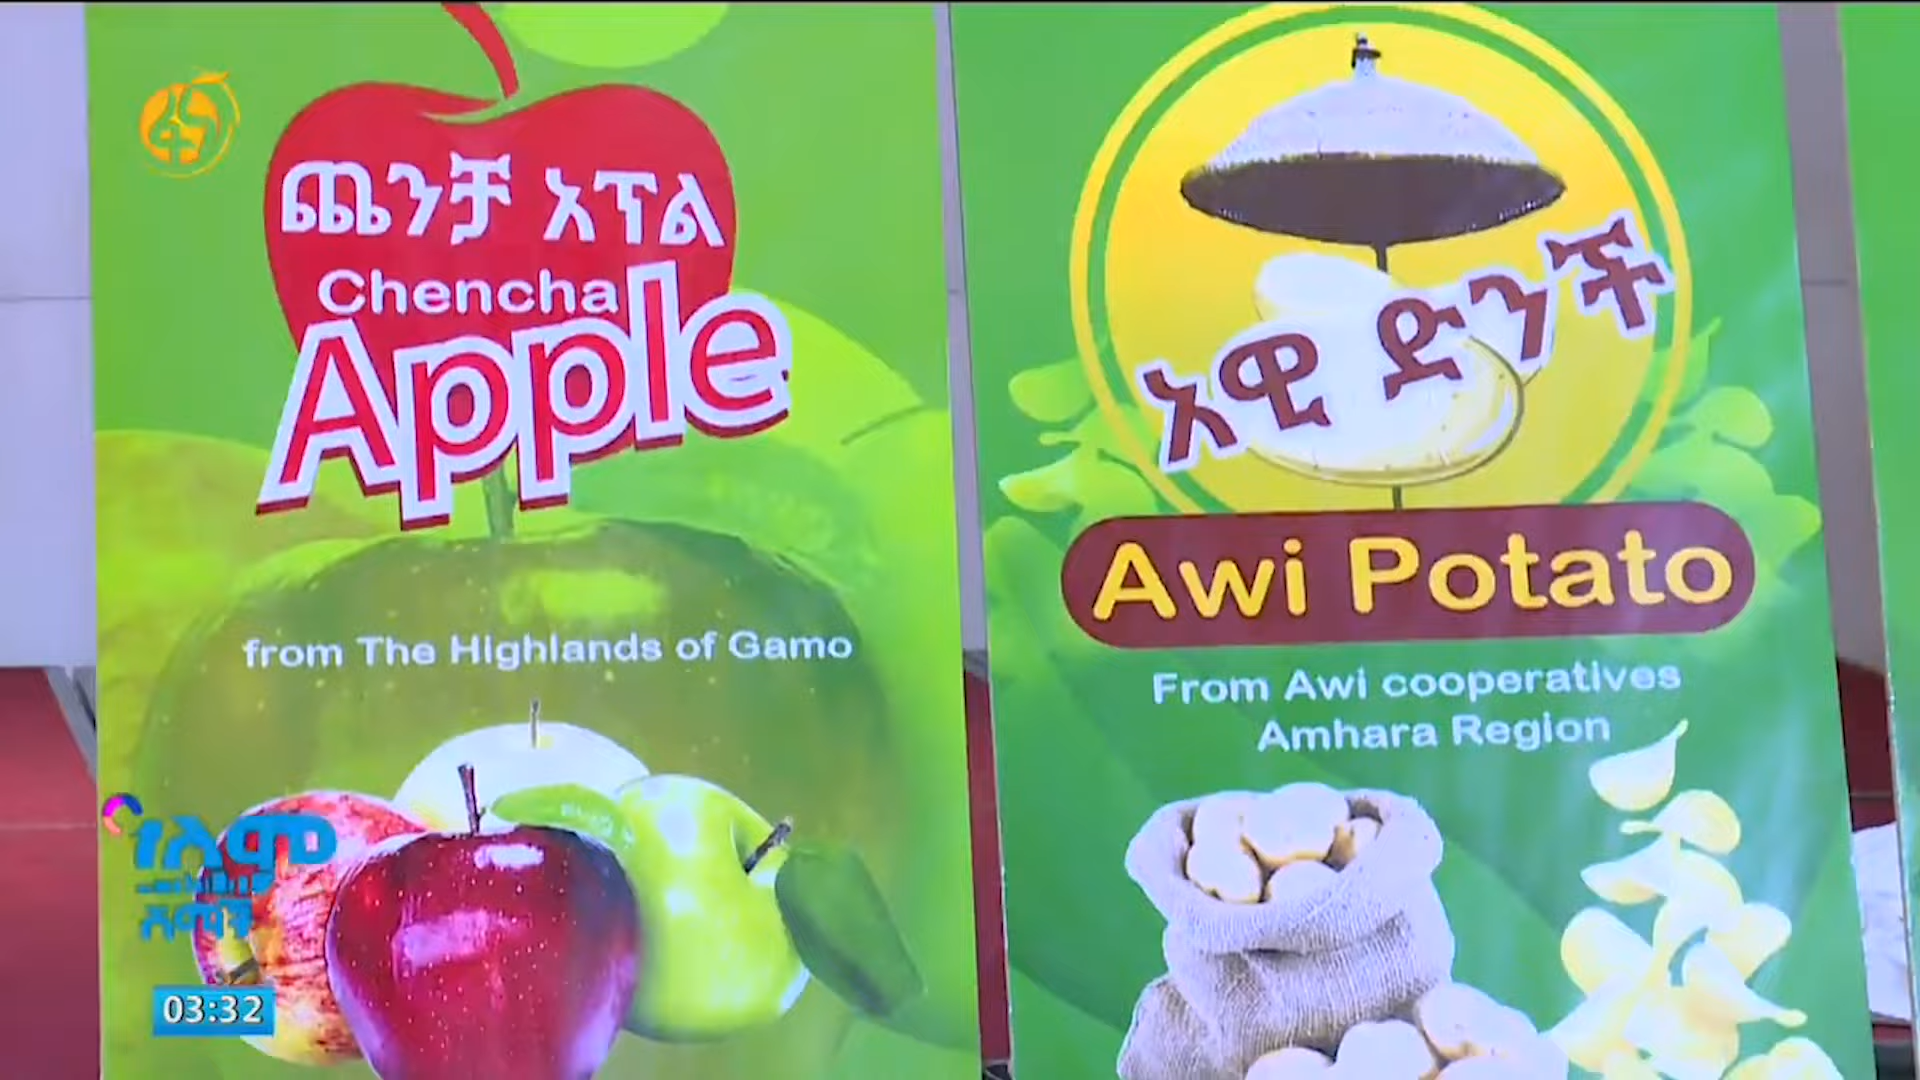 ጨንቻ አፕል
Chencha
Apple
from The Highlands of Gamo
አዊ ድንች
Awi Potato
From Awi cooperatives
Amhara Region
03:32